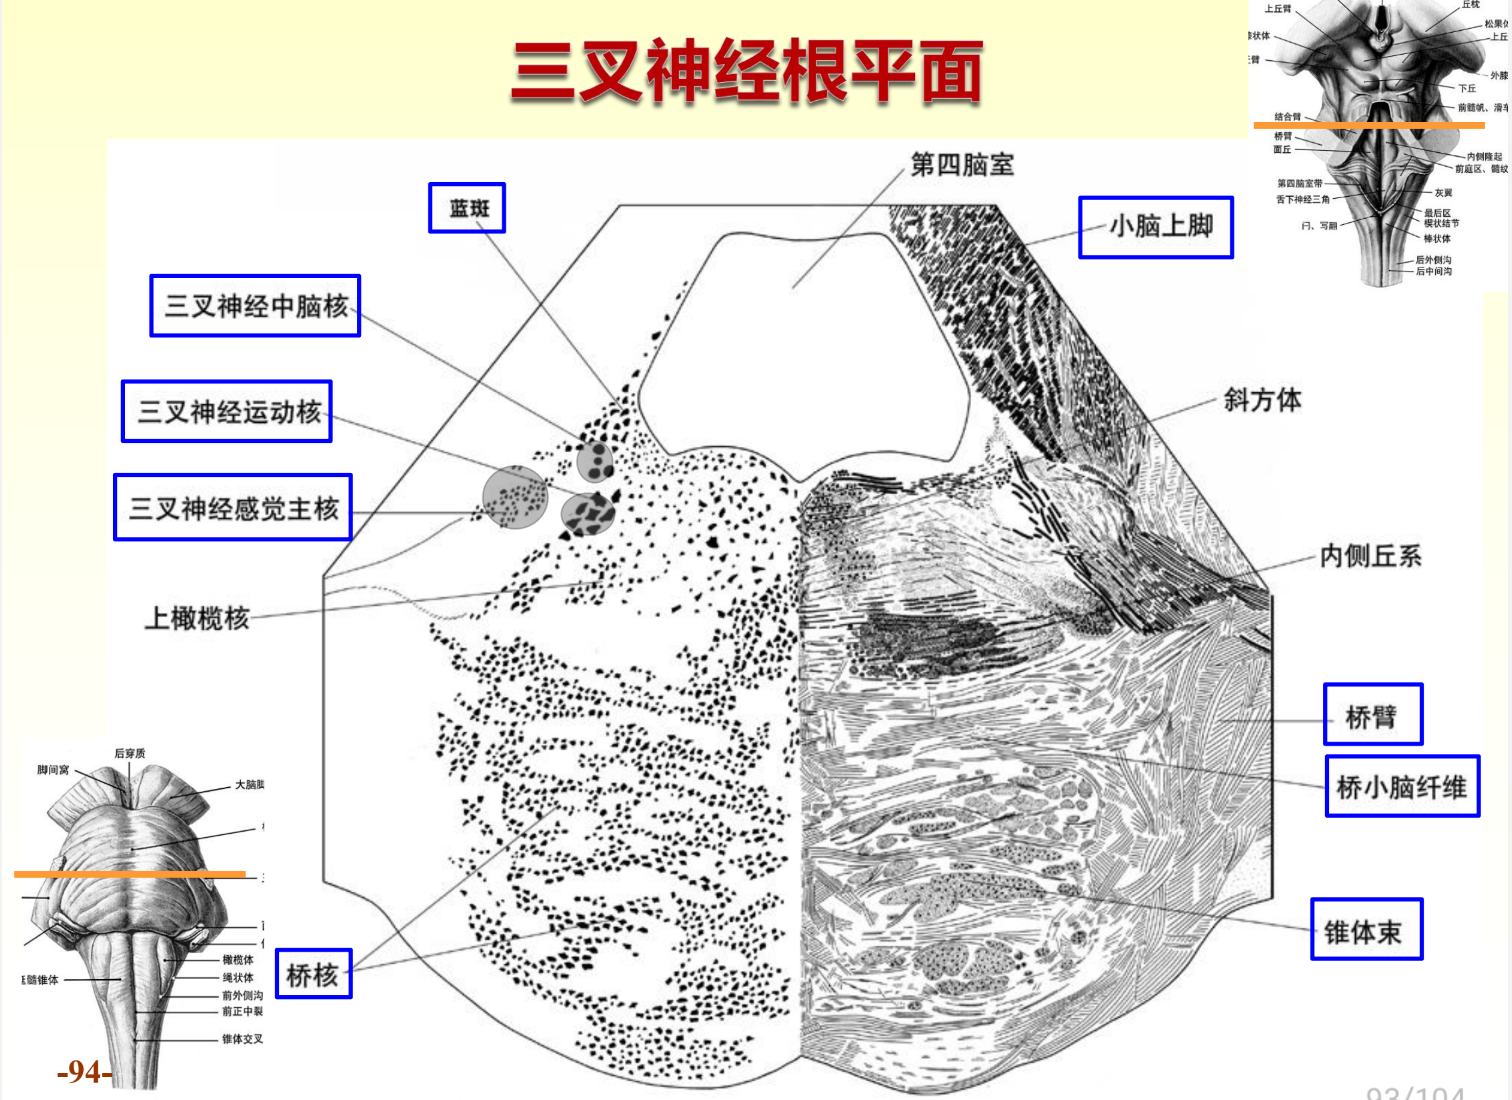 三叉神经根平面
上丘臂
丘枕
松果体
上丘
外膝
下丘
前髓帆、滑车
结合臂
桥臂
面丘
内侧隆起
前庭区、髓纹
第四脑室带
舌下神经三角
灰翼
最后区
楔状结节
闩、写翮
棒状体
后外侧沟
后中间沟
第四脑室
蓝斑
小脑上脚
三叉神经中脑核
三叉神经运动核
斜方体
三叉神经感觉主核
内侧丘系
上橄榄核
桥臂
桥小脑纤维
锥体束
桥核
后穿质
脚间窝
大脑脚
橄榄体
绳状体
髓锥体
前外侧沟
前正中裂
锥体交叉
-94-
93/104